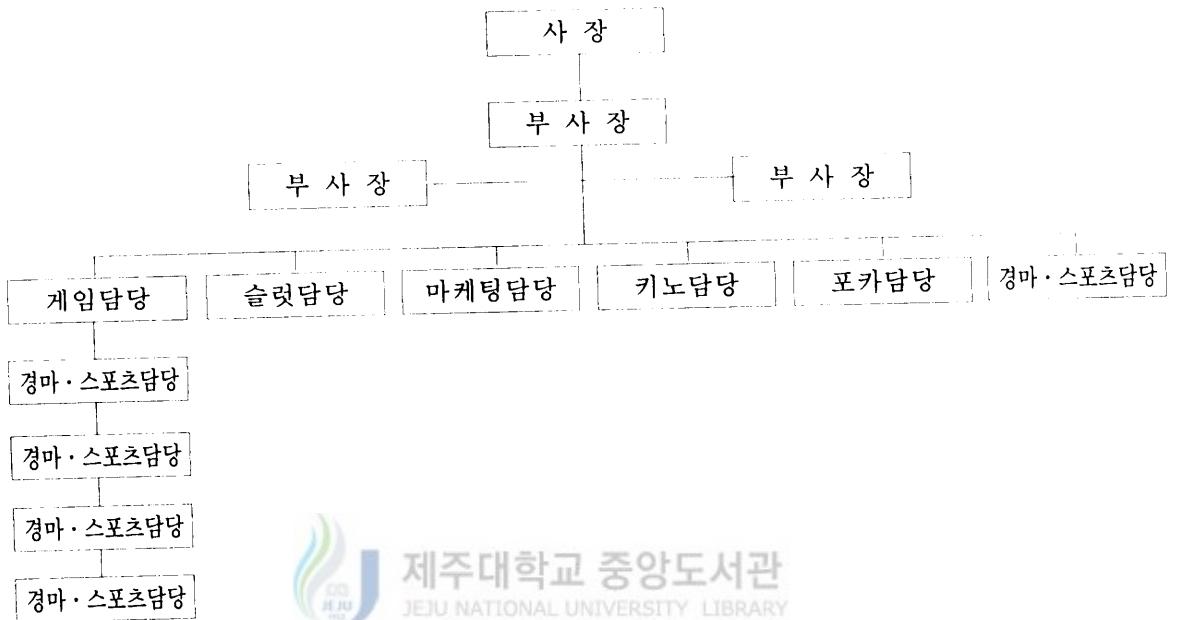 사 장
부 사 장
부 사 장
부 사 장
게임담당
슬럿담당
마케팅담당
키노담당
포카담당
경마·스포츠담당
경마·스포츠담당
경마·스포츠담당
경마·스포츠담당
경마·스포츠담당
제주대학교 중앙도서관
JEJU NATIONAL UNIVERSITY LIBRARY
JEJU
1952